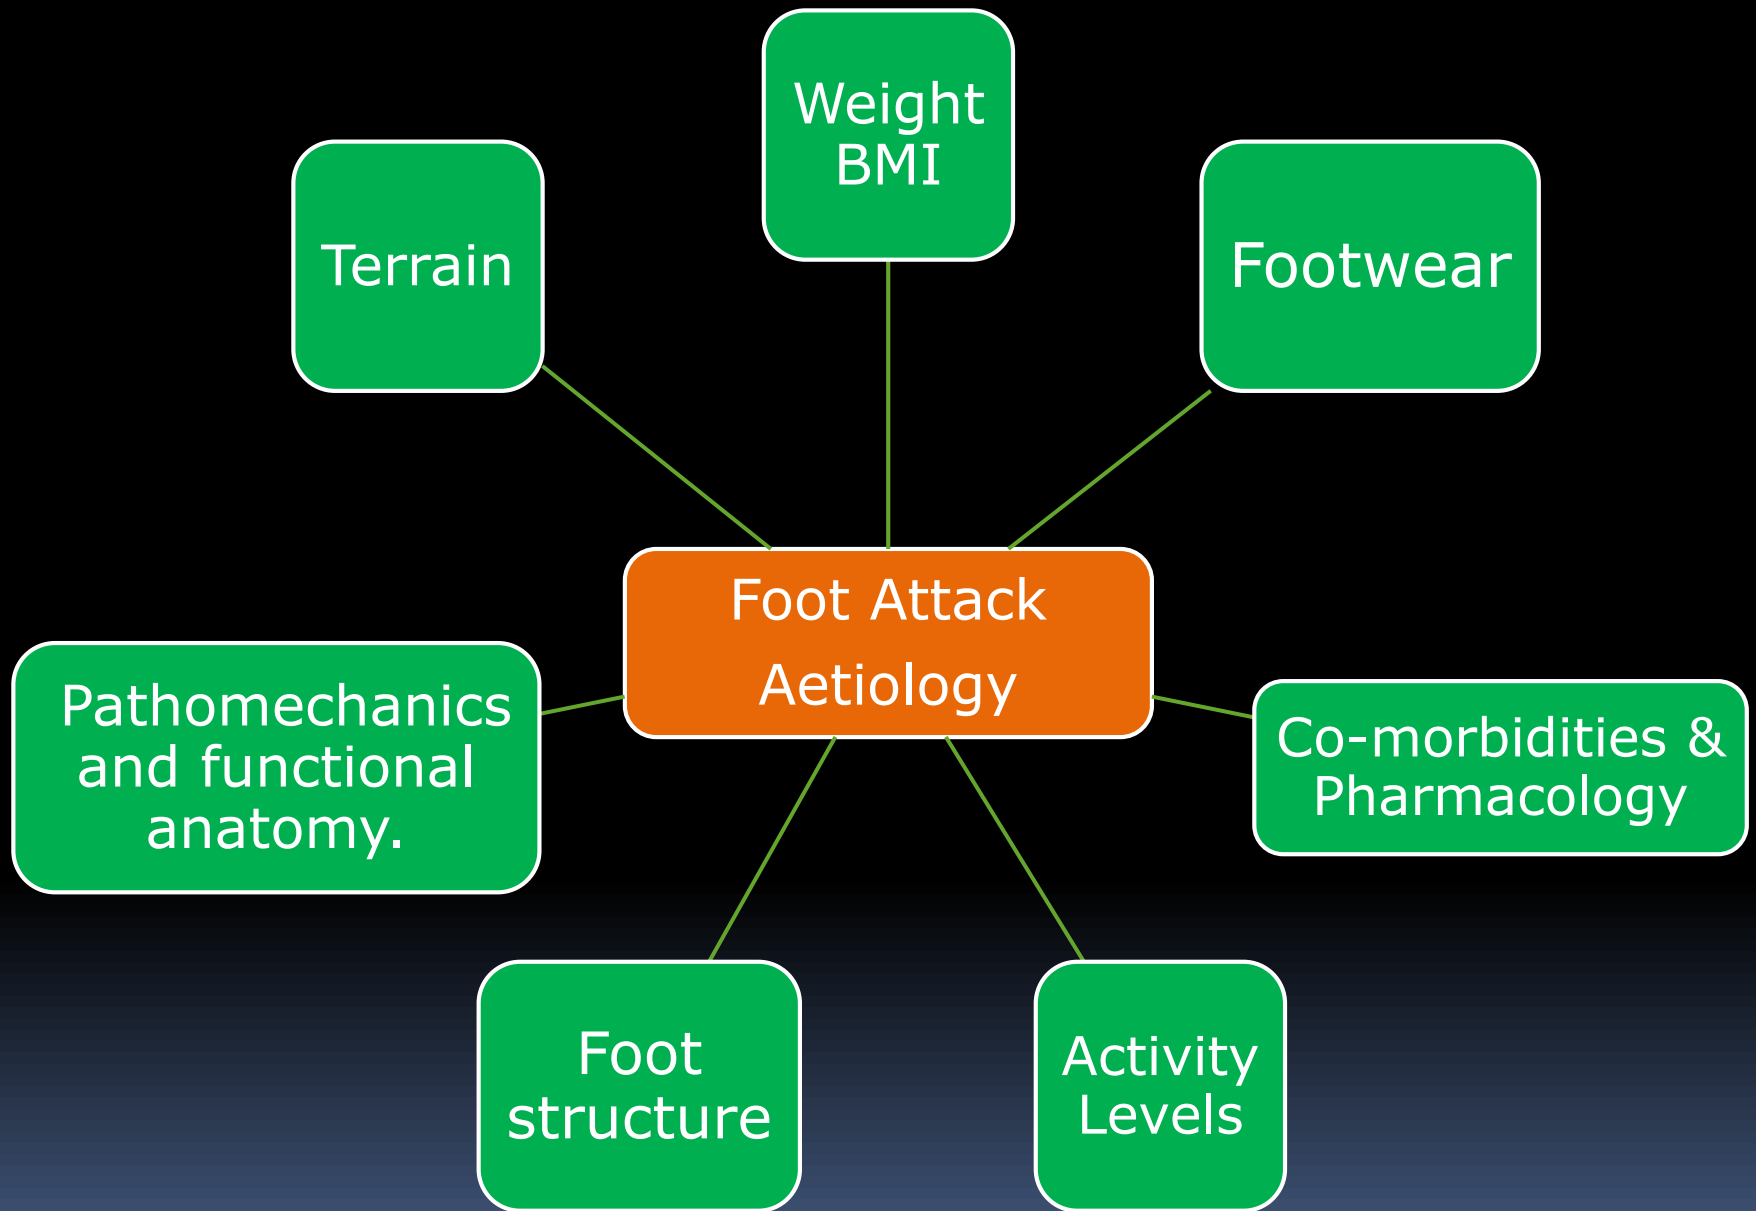 Weight
BMI
Terrain
Footwear
Foot Attack
Aetiology
Pathomechanics
and functional
anatomy.
Co-morbidities &
Pharmacology
Foot
structure
Activity
Levels